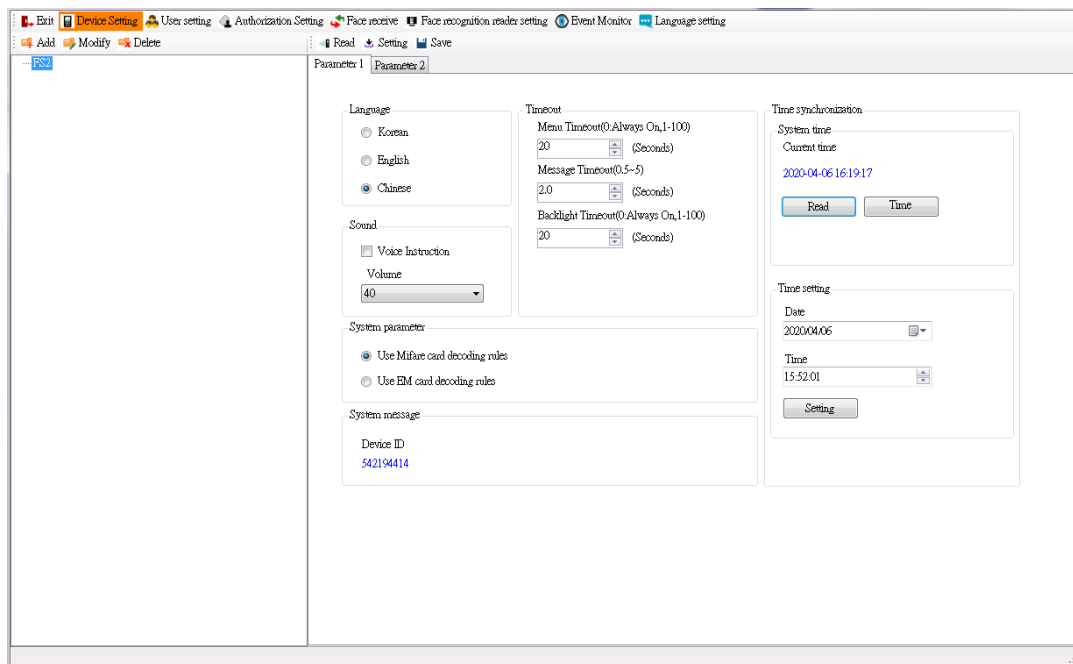 Exit Device Setting User setting Authorization Setting Face receive Face recognition reader setting Event Monitor Language setting
Add Modify Delete
Read Setting Save
FS2
Parameter 1 Parameter 2
Language
Korean
English
Chinese
Sound
Voice Instruction
Volume
40
Timeout
Menu Timeout(0:Always On,1-100)
20 (Seconds)
Message Timeout(0.5~5)
2.0 (Seconds)
Backlight Timeout(0:Always On,1-100)
20 (Seconds)
System parameter
Use Mifare card decoding rules
Use EM card decoding rules
System message
Device ID
542194414
Time synchronization
System time
Current time
2020-04-06 16:19:17
Read Time
Time setting
Date
2020/04/06
Time
15:52:01
Setting